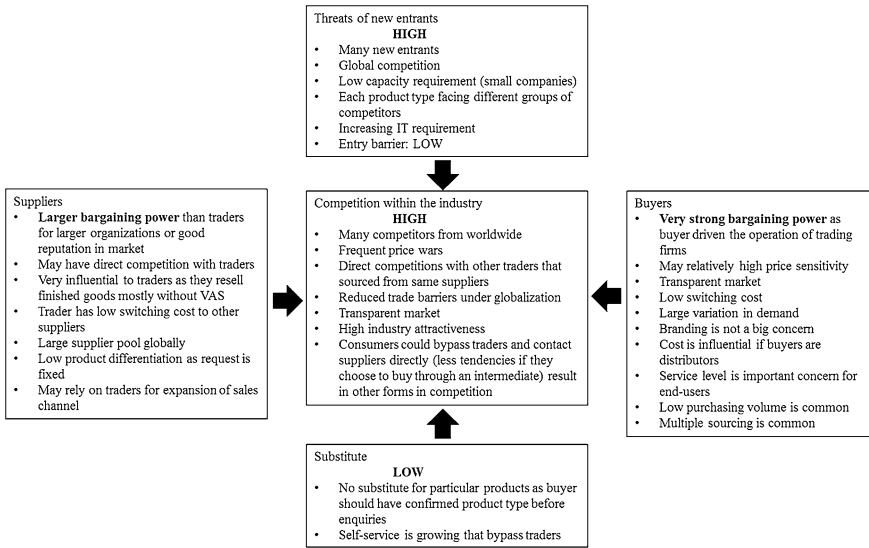 Threats of new entrants
HIGH
• Many new entrants
• Global competition
• Low capacity requirement (small companies)
• Each product type facing different groups of
competitors
• Increasing IT requirement
• Entry barrier: LOW
Suppliers
• Larger bargaining power than traders
for larger organizations or good
reputation in market
• May have direct competition with traders
• Very influential to traders as they resell
finished goods mostly without VAS
• Trader has low switching cost to other
suppliers
• Large supplier pool globally
• Low product differentiation as request is
fixed
• May rely on traders for expansion of sales
channel
Competition within the industry
HIGH
• Many competitors from worldwide
• Frequent price wars
• Direct competitions with other traders that
sourced from same suppliers
• Reduced trade barriers under globalization
• Transparent market
• High industry attractiveness
• Consumers could bypass traders and contact
suppliers directly (less tendencies if they
choose to buy through an intermediate) result
in other forms in competition
Buyers
• Very strong bargaining power as
buyer driven the operation of trading
firms
• May relatively high price sensitivity
• Transparent market
• Low switching cost
• Large variation in demand
• Branding is not a big concern
• Cost is influential if buyers are
distributors
• Service level is important concern for
end-users
• Low purchasing volume is common
• Multiple sourcing is common
Substitute
LOW
• No substitute for particular products as buyer
should have confirmed product type before
enquiries
• Self-service is growing that bypass traders